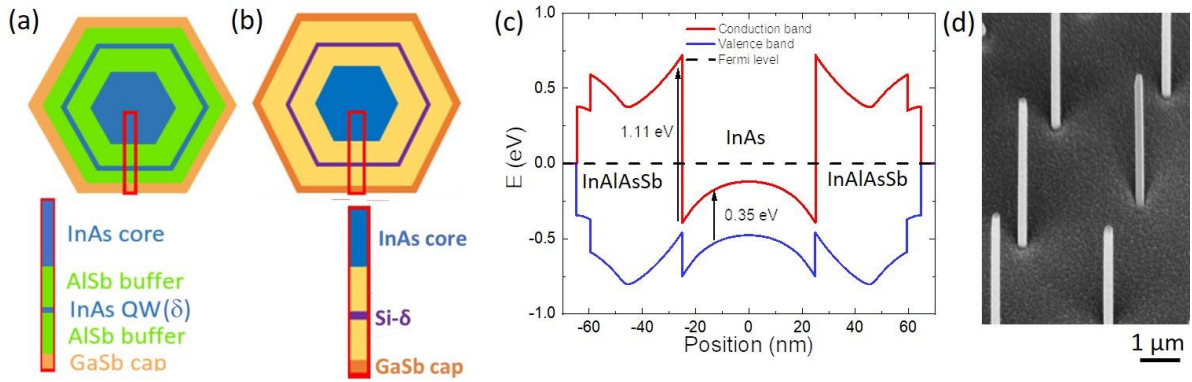 (a)
InAs core
AlSb buffer
InAs QW(δ)
AlSb buffer
GaSb cap
(b)
InAs core
Si-δ
GaSb cap
(c)
1.0
0.5
0.0
-0.5
-1.0
E (eV)
Conduction band
Valence band
Fermi level
1.11 eV
InAs
InAlAsSb
InAlAsSb
0.35 eV
-60 -40 -20 0 20 40 60
Position (nm)
(d)
1 μm